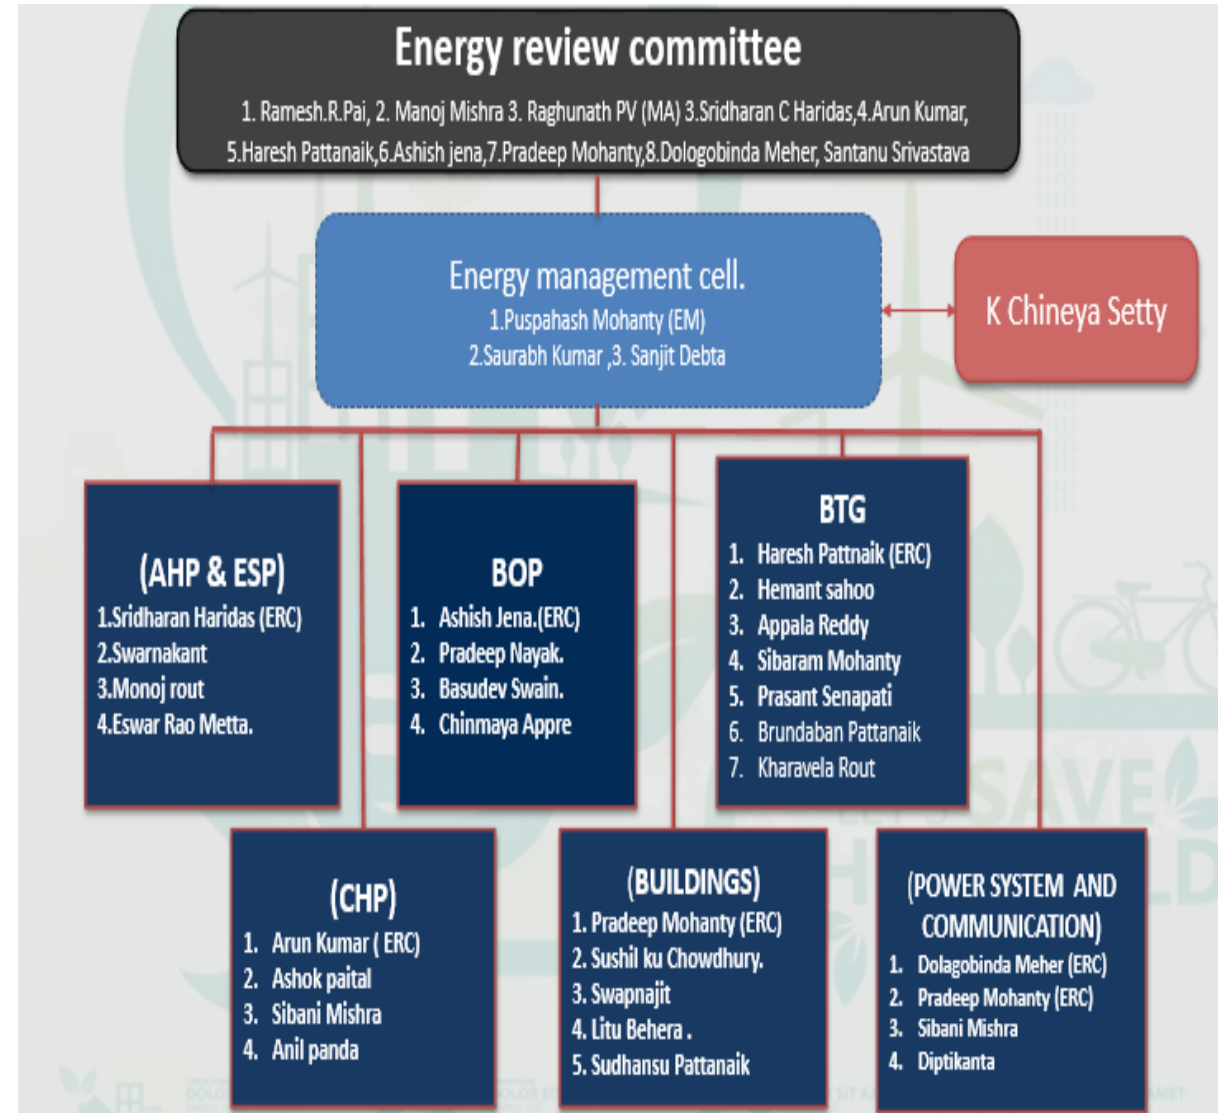 Energy review committee
1. Ramesh.R.Pai, 2. Manoj Mishra 3. Raghunath PV (MA) 3.Sridharan C Haridas,4.Arun Kumar,
5.Haresh Pattanaik,6.Ashish jena,7.Pradeep Mohanty,8.Dologobinda Meher, Santanu Srivastava
Energy management cell.
1.Puspahash Mohanty (EM)
2.Saurabh Kumar ,3. Sanjit Debta
K Chineya Setty
(AHP & ESP)
1.Sridharan Haridas (ERC)
2.Swarnakant
3.Monoj rout
4.Eswar Rao Metta.
BOP
1. Ashish Jena.(ERC)
2. Pradeep Nayak.
3. Basudev Swain.
4. Chinmaya Appre
BTG
1. Haresh Pattnaik (ERC)
2. Hemant sahoo
3. Appala Reddy
4. Sibaram Mohanty
5. Prasant Senapati
6. Brundaban Pattanaik
7. Kharavela Rout
(CHP)
1. Arun Kumar ( ERC)
2. Ashok paital
3. Sibani Mishra
4. Anil panda
(BUILDINGS)
1. Pradeep Mohanty (ERC)
2. Sushil ku Chowdhury.
3. Swapnajit
4. Litu Behera .
5. Sudhansu Pattanaik
(POWER SYSTEM AND
COMMUNICATION)
1. Dolagobinda Meher (ERC)
2. Pradeep Mohanty (ERC)
3. Sibani Mishra
4. Diptikanta
SAVE